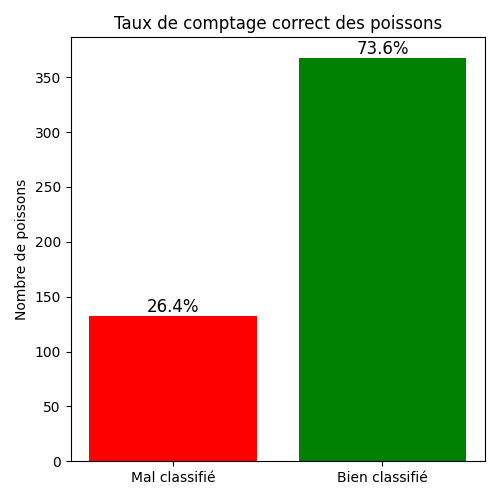 Taux de comptage correct des poissons
73.6%
26.4%
350
300
250
200
150
100
50
0
Nombre de poissons
Mal classifié
Bien classifié